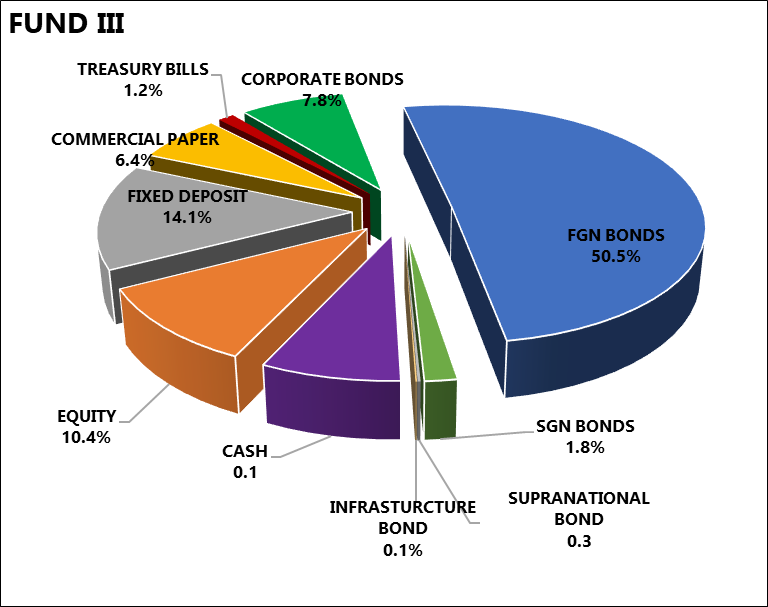 FUND III
TREASURY BILLS
1.2%
CORPORATE BONDS
7.8%
COMMERCIAL PAPER
6.4%
FIXED DEPOSIT
14.1%
FGN BONDS
50.5%
EQUITY
10.4%
CASH
0.1
SGN BONDS
1.8%
INFRASTURCTURE
BOND
0.1%
SUPRANATIONAL
BOND
0.3